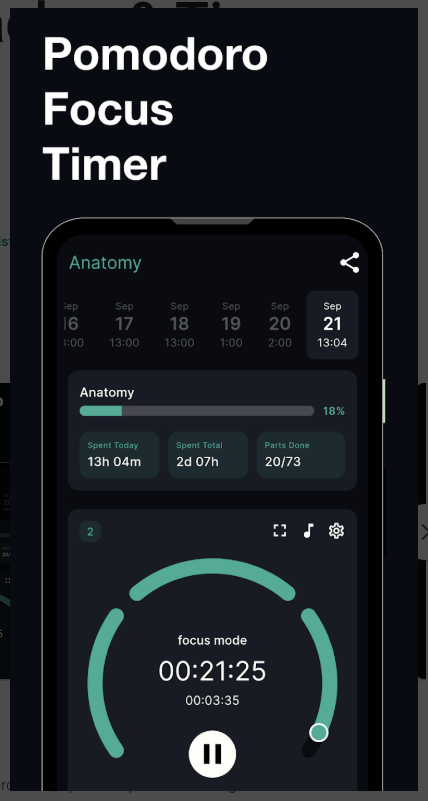 Pomodoro
Focus
Timer
Anatomy
Sep Sep Sep Sep Sep Sep
16 17 18 19 20 21
13:00 13:00 1:00 2:00 13:04
Anatomy
18%
Spent Today Spent Total Parts Done
13h 04m 2d 07h 20/73
2
focus mode
00:21:25
00:03:35